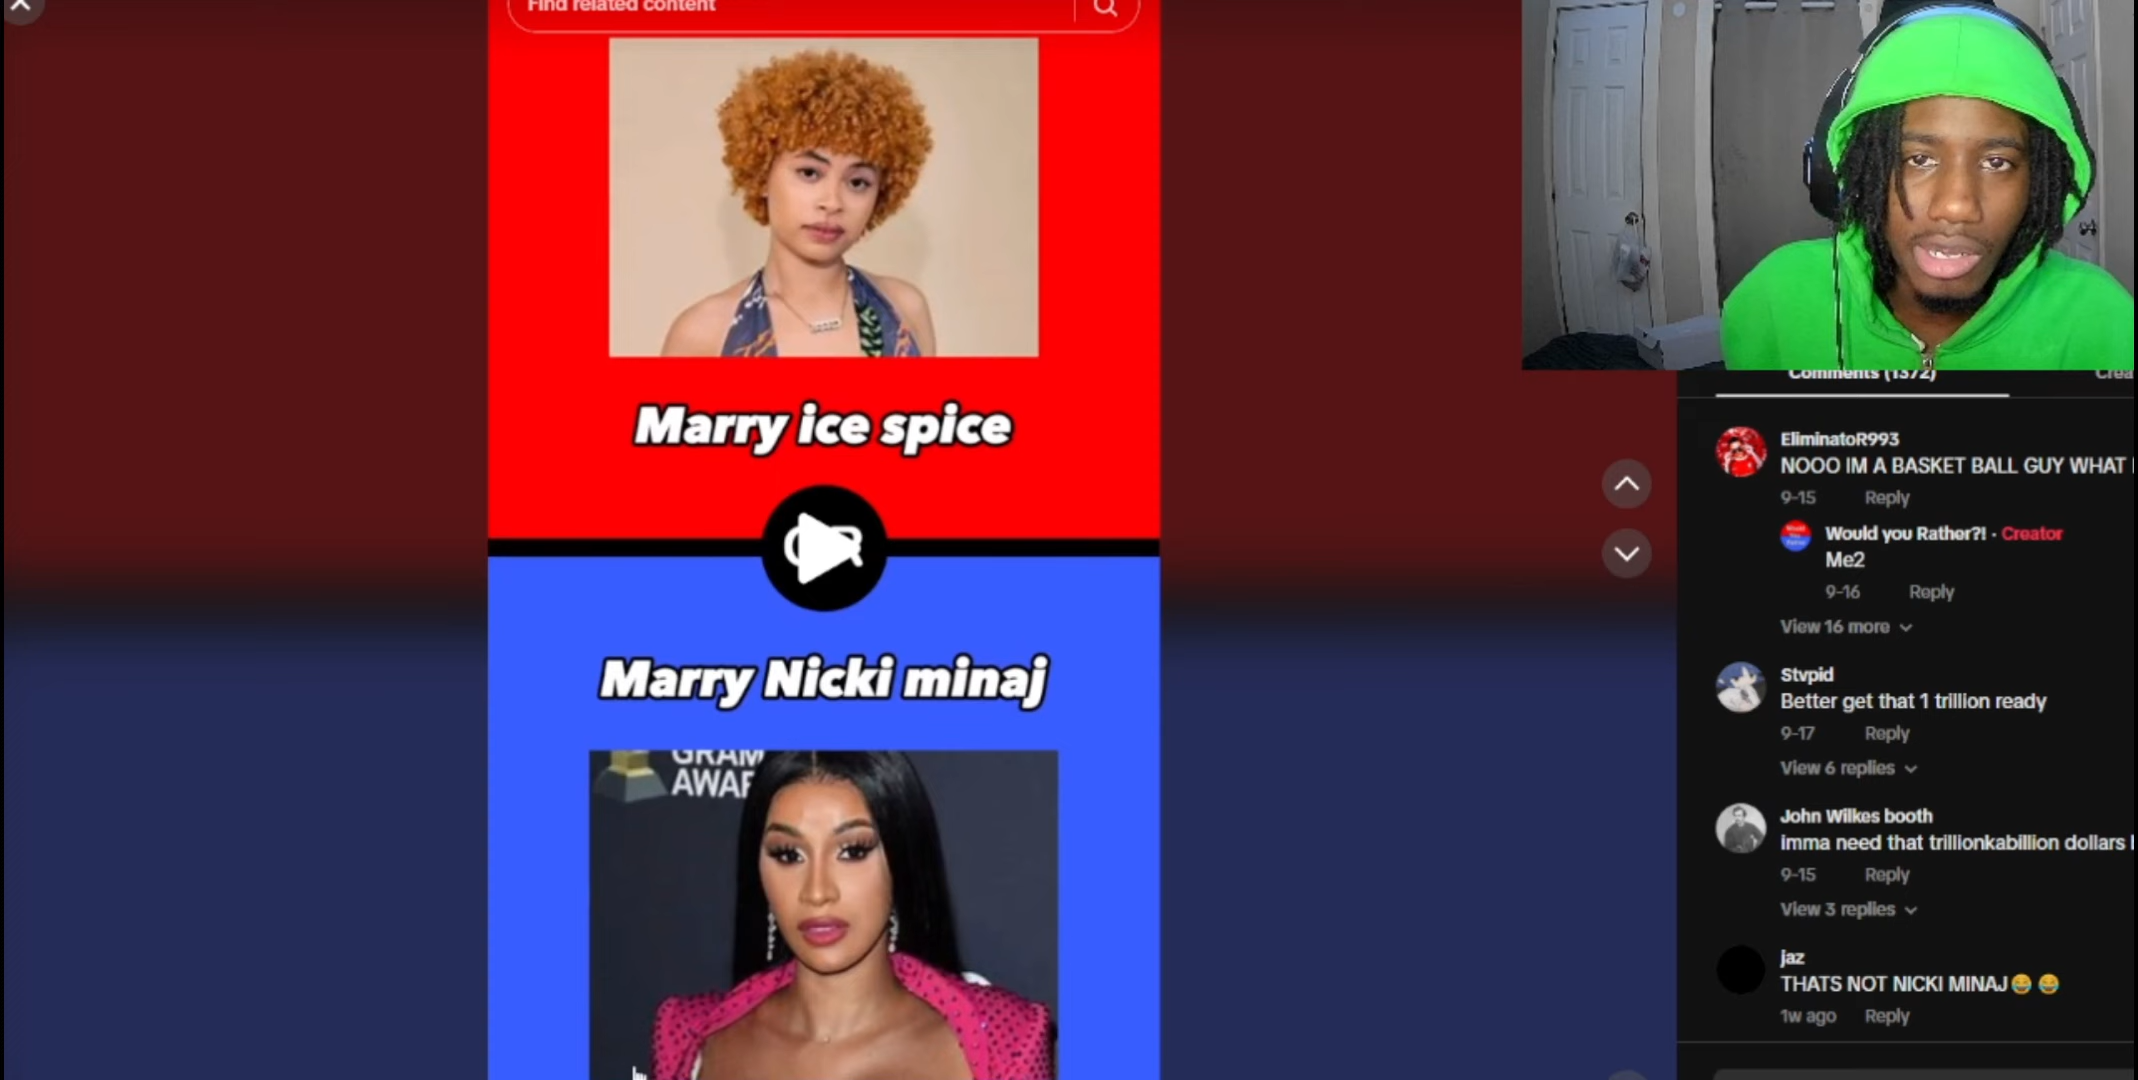 Find related content
Marry ice spice
OR
Marry Nicki minaj
GRAM
AWAR
Comments (1372)
Crea
EliminatoR993
NOOO IM A BASKET BALL GUY WHAT
9-15 Reply
Would you Rather?! · Creator
Me2
9-16 Reply
View 16 more
Stvpid
Better get that 1 trillion ready
9-17 Reply
View 6 replies
John Wilkes booth
imma need that trillionkabillion dollars
9-15 Reply
View 3 replies
jaz
THATS NOT NICKI MINAJ😂 😂
1w ago Reply